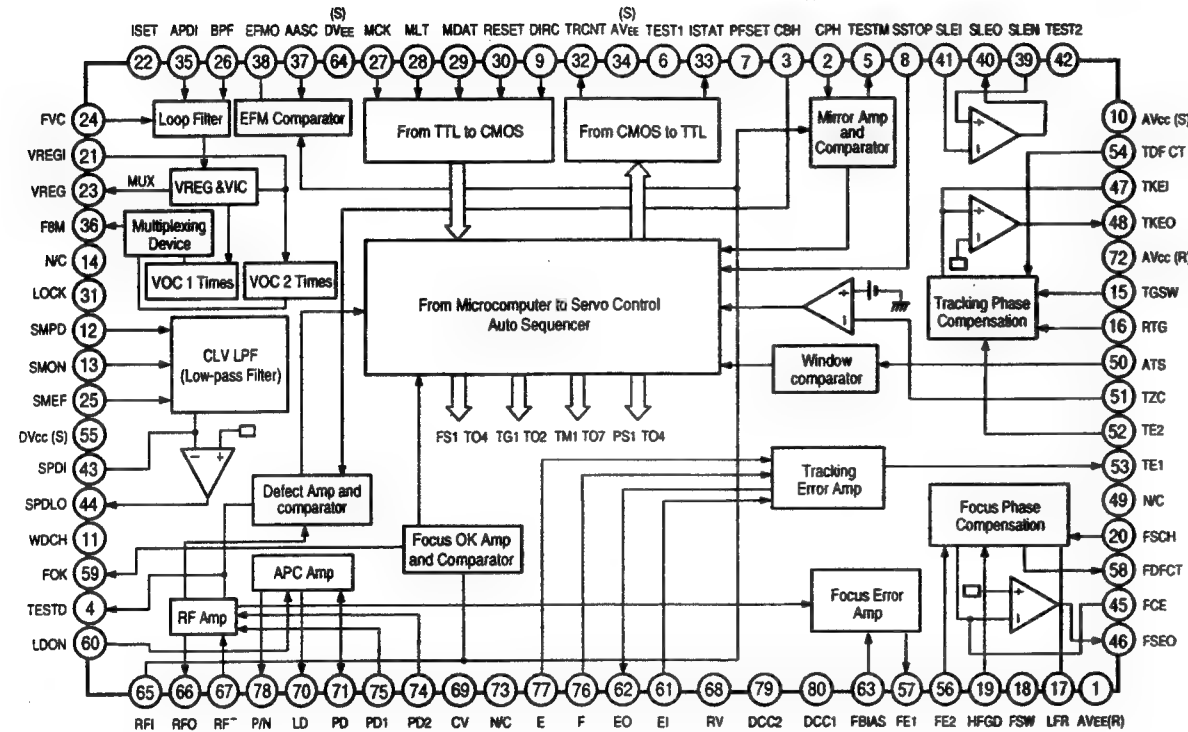 (S) (S)
ISET APDI BPF EFMO AASC DVEE MCK MLT MDAT RESET DIRC TRCNT AVEE TEST1 ISTAT PFSET CBH CPH TESTM SSTOP SLEI SLEO SLEN TEST2
22 35 26 38 37 64 27 28 29 30 9 32 34 6 33 7 3 2 5 8 41 40 39 42
FVC 24
VREGI 21
VREG 23
FBM 36
N/C 14
LOCK 31
SMPD 12
SMON 13
SMEF 25
DVcc (S) 55
SPDI 43
SPDLO 44
WDCH 11
FOK 59
TESTD 4
LDON 60
Loop Filter
EFM Comparator
From TTL to CMOS
From CMOS to TTL
Mirror Amp
and
Comparator
+
-
MUX
VREG &VIC
Multiplexing
Device
VOC 1 Times
VOC 2 Times
CLV LPF
(Low-pass Filter)
- +
From Microcomputer to Servo Control
Auto Sequencer
+
-
+
-
Tracking Phase
Compensation
Window
comparator
FS1 TO4 TG1 TO2 TM1 TO7 PS1 TO4
Defect Amp and
comparator
Tracking
Error Amp
Focus OK Amp
and Comparator
Focus Phase
Compensation
APC Amp
RF Amp
Focus Error
Amp
+
-
10 AVcc (S)
54 TDFCT
47 TKEI
48 TKEO
72 AVcc (R)
15 TGSW
16 RTG
50 ATS
51 TZC
52 TE2
53 TE1
49 N/C
20 FSCH
58 FDFCT
45 FCE
46 FSEO
65 66 67 78 70 71 75 74 69 73 77 76 62 61 68 79 80 63 57 56 19 18 17 1
RFI RFO RF- P/N LD PD PD1 PD2 CV N/C E F EO EI RV DCC2 DCC1 FBIAS FE1 FE2 HFGD FSW LFR AVEE(R)